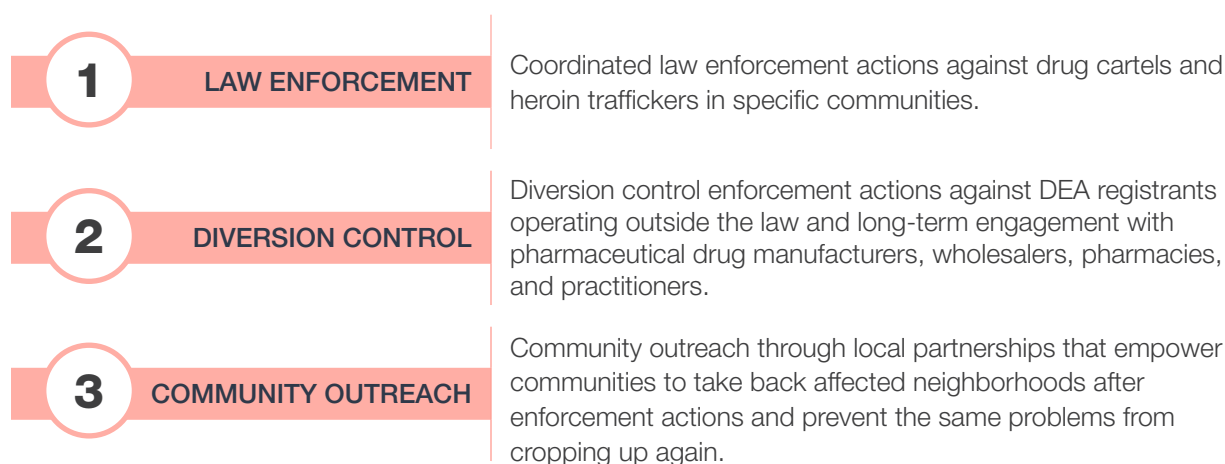 1
LAW ENFORCEMENT
Coordinated law enforcement actions against drug cartels and
heroin traffickers in specific communities.
2
DIVERSION CONTROL
Diversion control enforcement actions against DEA registrants
operating outside the law and long-term engagement with
pharmaceutical drug manufacturers, wholesalers, pharmacies,
and practitioners.
3
COMMUNITY OUTREACH
Community outreach through local partnerships that empower
communities to take back affected neighborhoods after
enforcement actions and prevent the same problems from
cropping up again.